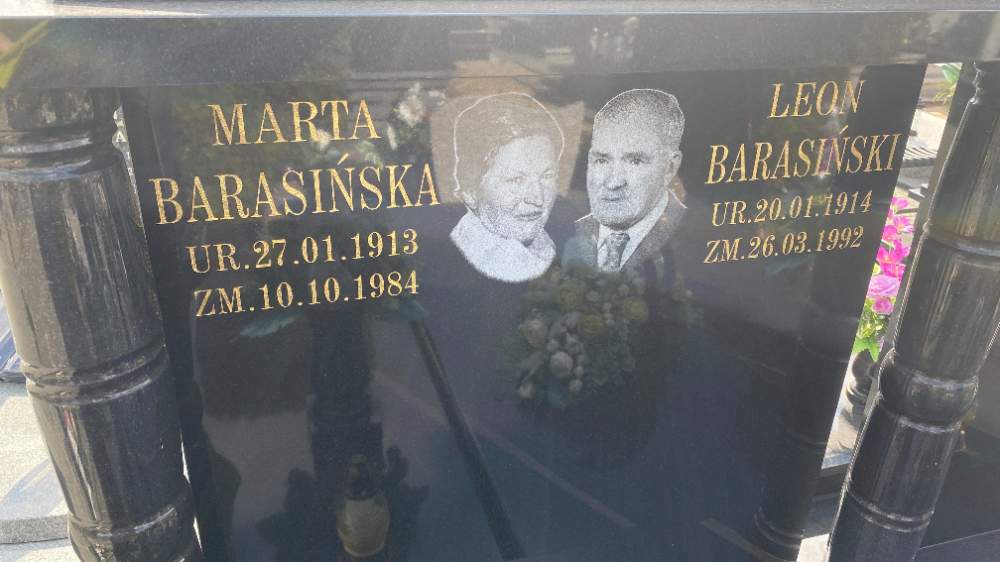 MARTA
BARASIŃSKA
UR.27.01.1913
ZM.10.10.1984
LEON
BARASIŃSKI
UR.20.01.1914
ZM.26.03.1992